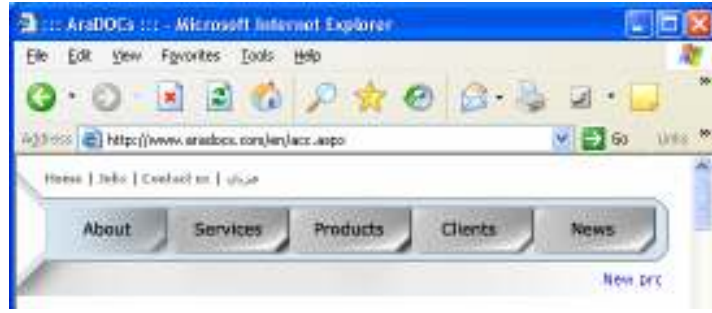 ::: AraDOCs ::: - Microsoft Internet Explorer
File Edit View Favorites Tools Help
Address http://www.aradocs.com/en/acc.aspx Go Links
Home | Jobs | Contact us | عربي
About Services Products Clients News
New pro